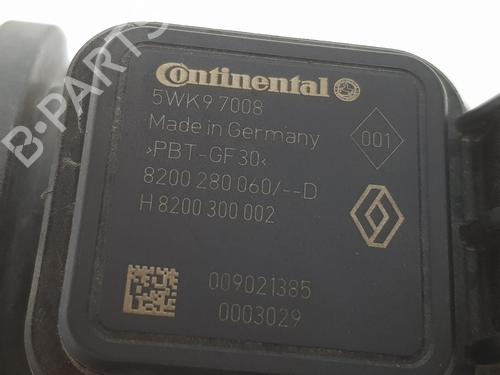 Continental
5WK9 7008
Made in Germany
›PBT-GF30‹
8200 280 060/--D
H 8200 300 002
001
009021385
0003029
B-PARTS